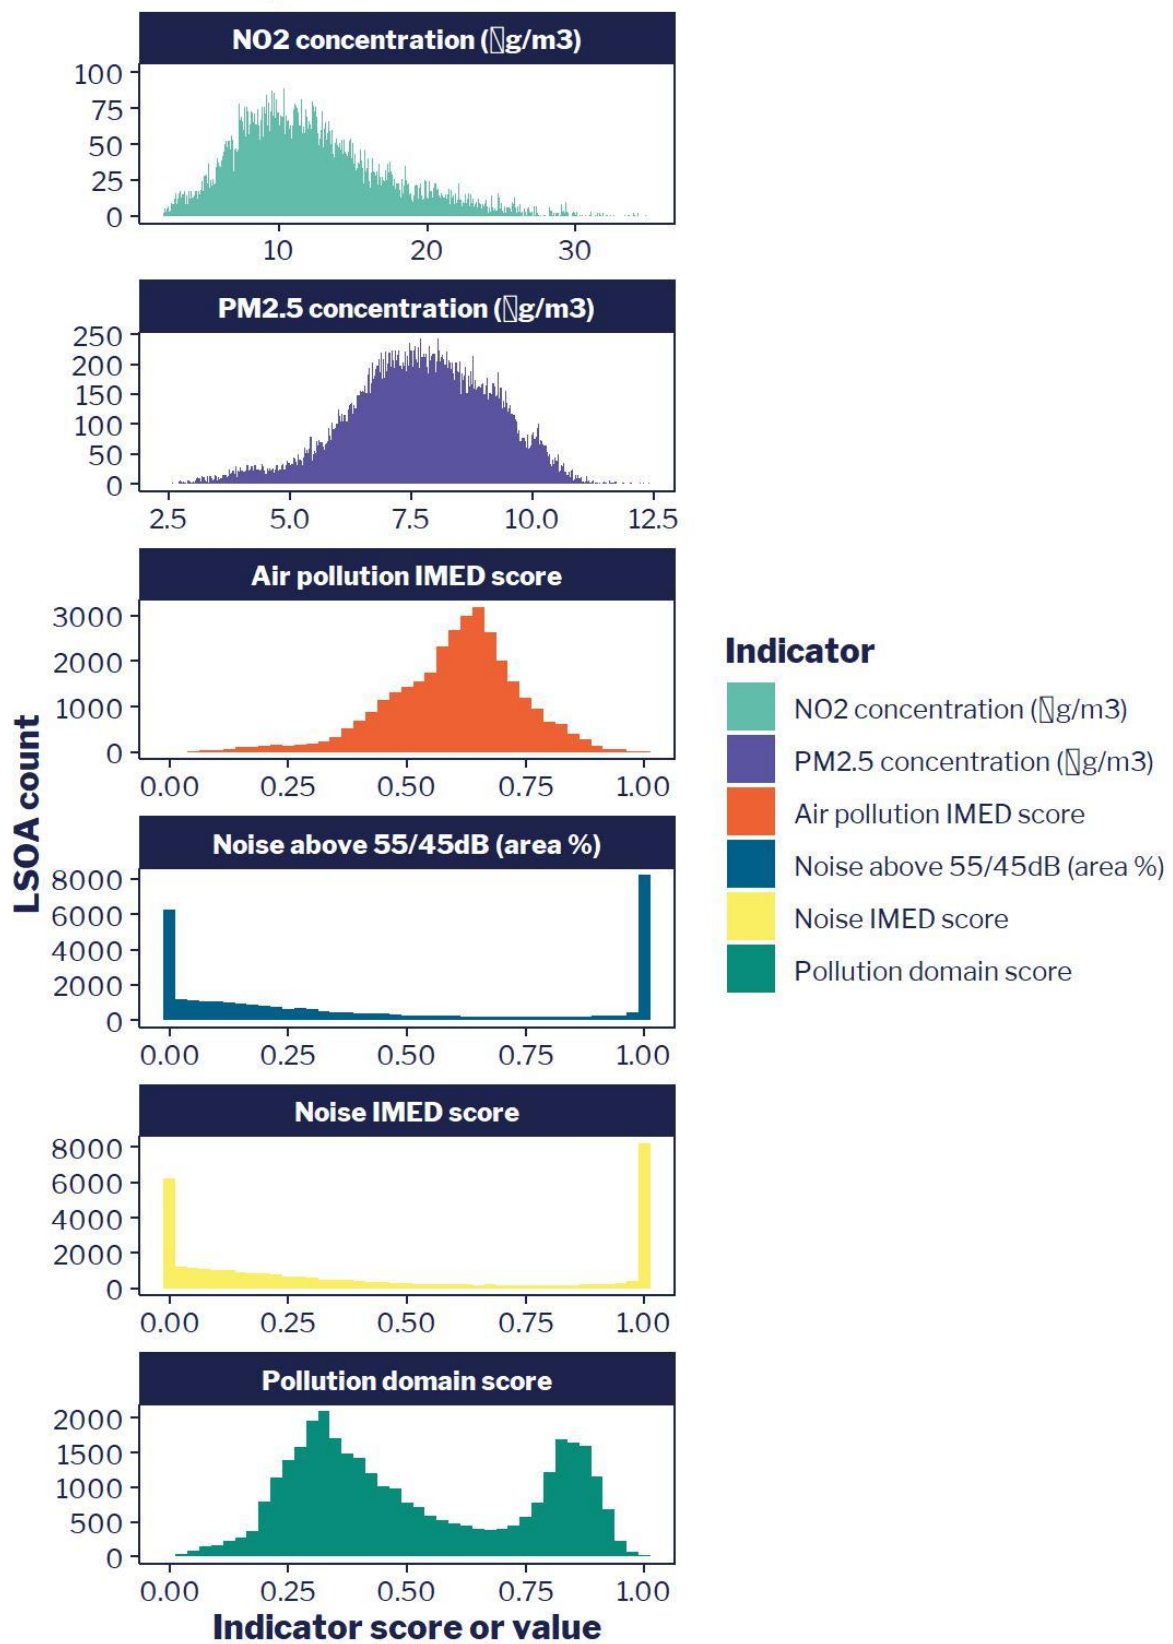 NO2 concentration (▯g/m3)
100
75
50
25
0
10 20 30
PM2.5 concentration (▯g/m3)
250
200
150
100
50
0
2.5 5.0 7.5 10.0 12.5
Air pollution IMED score
3000
2000
1000
0
0.00 0.25 0.50 0.75 1.00
Noise above 55/45dB (area %)
8000
6000
4000
2000
0
0.00 0.25 0.50 0.75 1.00
Noise IMED score
8000
6000
4000
2000
0
0.00 0.25 0.50 0.75 1.00
Pollution domain score
2000
1500
1000
500
0
0.00 0.25 0.50 0.75 1.00
Indicator score or value
LSOA count
Indicator
NO2 concentration (▯g/m3)
PM2.5 concentration (▯g/m3)
Air pollution IMED score
Noise above 55/45dB (area %)
Noise IMED score
Pollution domain score